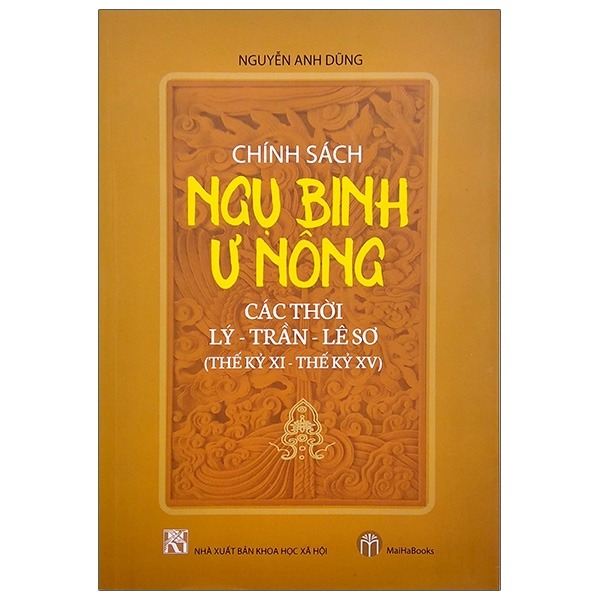 NGUYỄN ANH DŨNG
CHÍNH SÁCH
NGỤ BINH
Ư NÔNG
CÁC THỜI
LÝ - TRẦN - LÊ SƠ
(THẾ KỶ XI - THẾ KỶ XV)
NHÀ XUẤT BẢN KHOA HỌC XÃ HỘI
MaiHaBooks